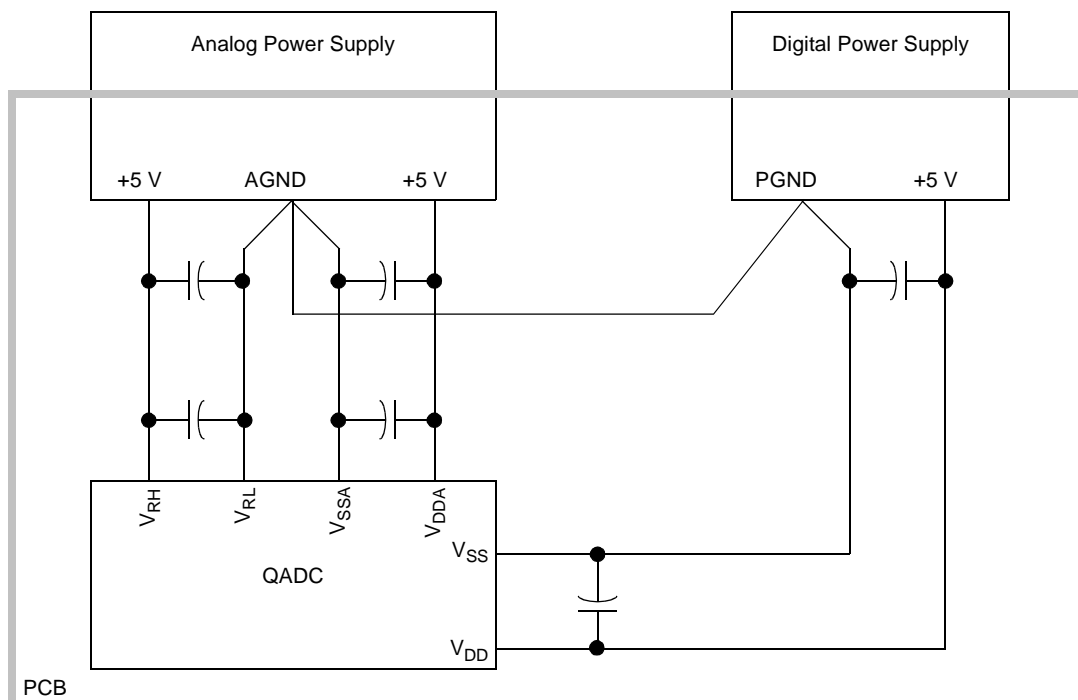 Analog Power Supply
Digital Power Supply
+5 V
AGND
+5 V
PGND
+5 V
VRH
VRL
VSSA
VDDA
VSS
QADC
VDD
PCB